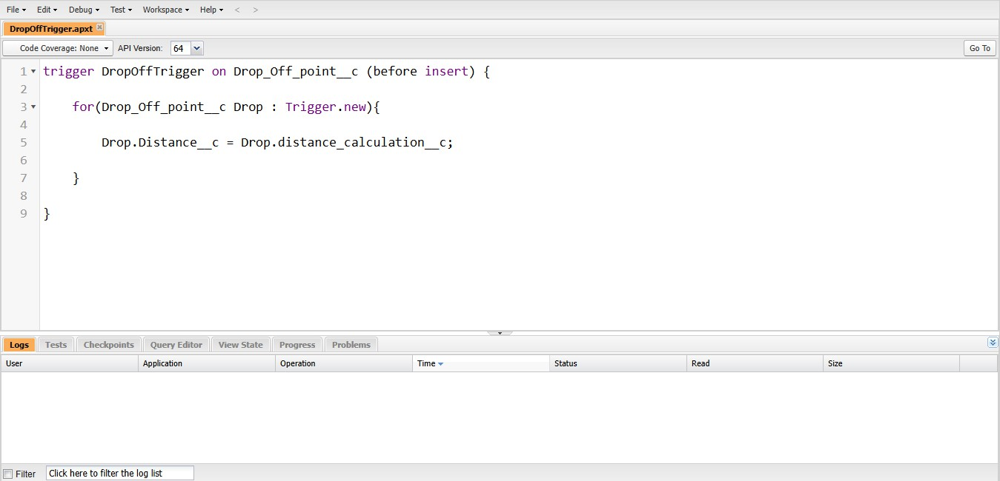 File Edit Debug Test Workspace Help < >
DropOffTrigger.apxt
Code Coverage: None API Version: 64 Go To
1 trigger DropOffTrigger on Drop_Off_point__c (before insert) {
2
3 for(Drop_Off_point__c Drop : Trigger.new){
4
5 Drop.Distance__c = Drop.distance_calculation__c;
6
7 }
8
9 }
Logs Tests Checkpoints Query Editor View State Progress Problems
User Application Operation Time Status Read Size
Filter Click here to filter the log list